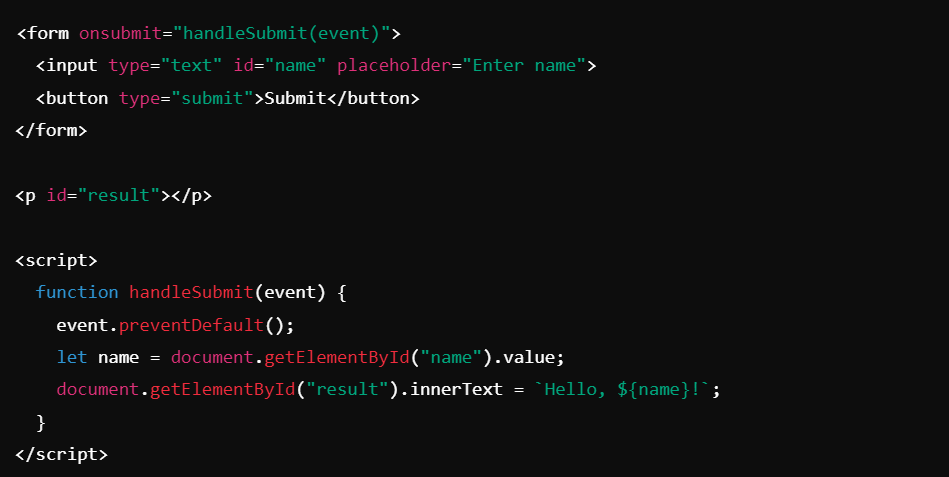 <form onsubmit="handleSubmit(event)">
  <input type="text" id="name" placeholder="Enter name">
  <button type="submit">Submit</button>
</form>

<p id="result"></p>

<script>
  function handleSubmit(event) {
    event.preventDefault();
    let name = document.getElementById("name").value;
    document.getElementById("result").innerText = `Hello, ${name}!`;
  }
</script>